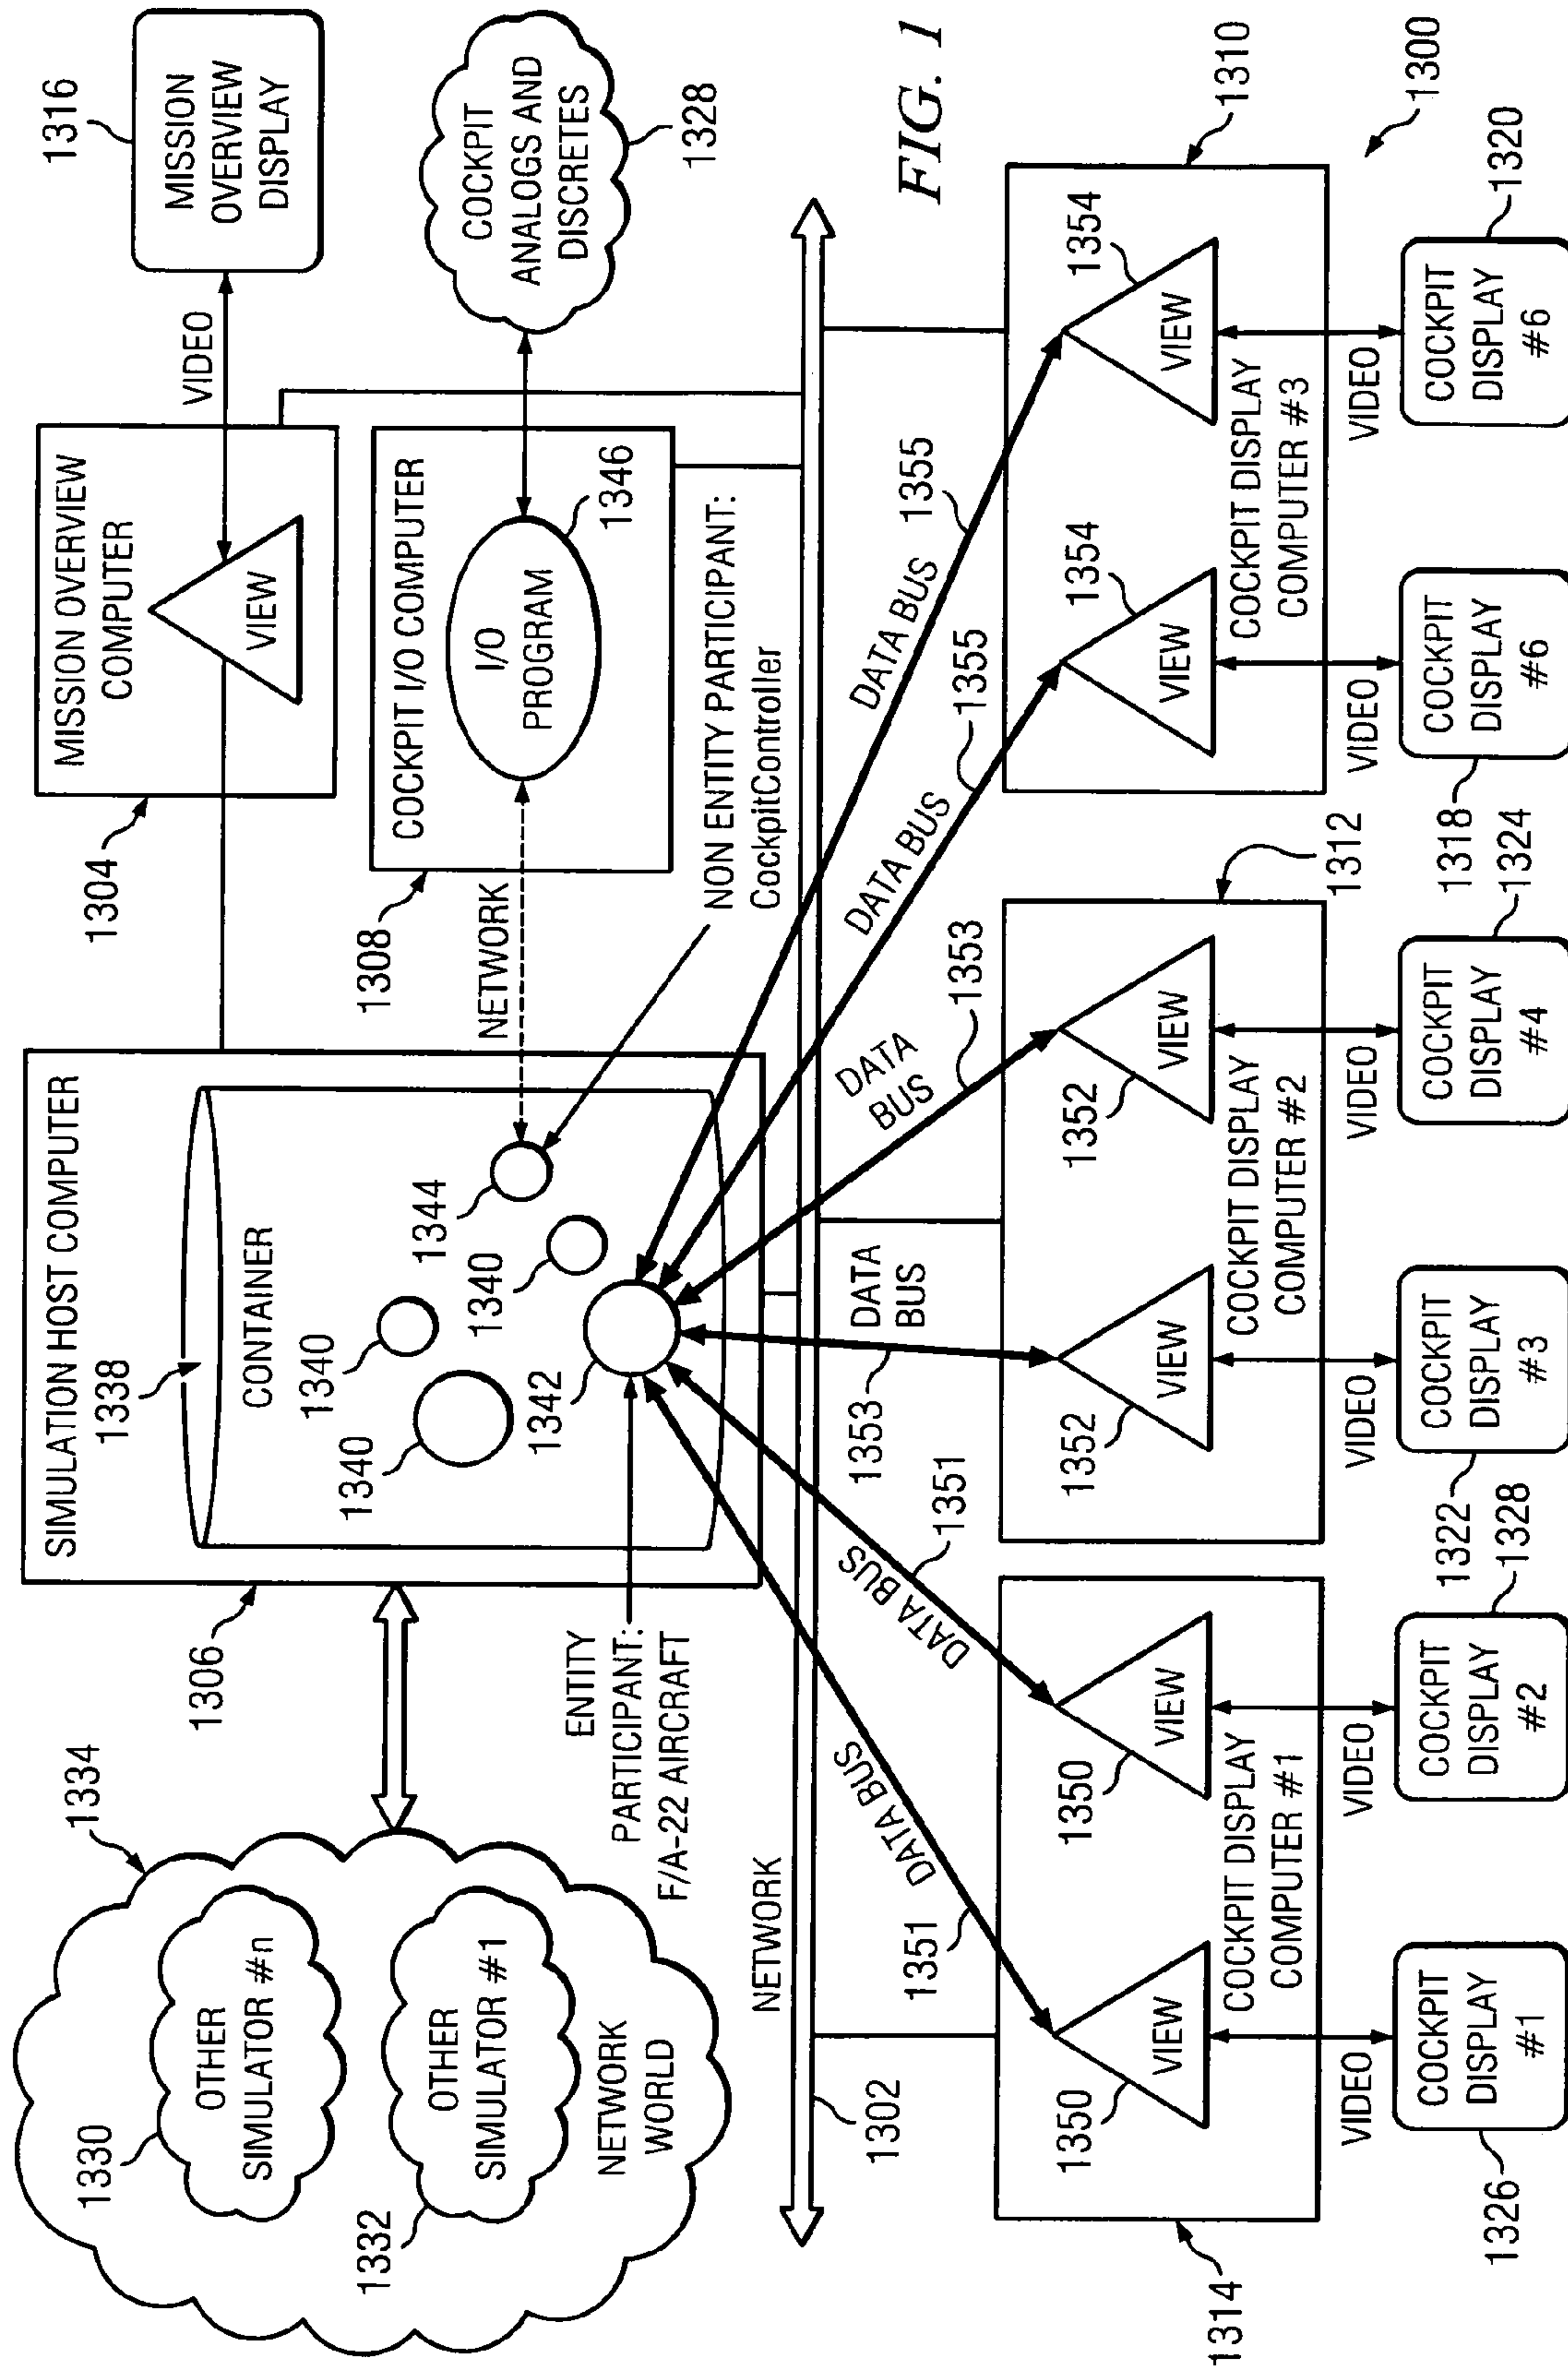 1334
1330
OTHER
SIMULATOR #n
1332
OTHER
SIMULATOR #1
NETWORK
WORLD
1306
SIMULATION HOST COMPUTER
1338
CONTAINER
1340
1340
1340
1344
1342
ENTITY
PARTICIPANT:
F/A-22 AIRCRAFT
1304
MISSION OVERVIEW
COMPUTER
VIEW
VIDEO
1316
MISSION
OVERVIEW
DISPLAY
1308
COCKPIT I/O COMPUTER
I/O
PROGRAM
1346
NETWORK
COCKPIT
ANALOGS AND
DISCRETES
1328
NON ENTITY PARTICIPANT:
CockpitController
NETWORK
1302
FIG. 1
DATA BUS
1351
DATA BUS
1351
DATA
BUS
1353
DATA
BUS
1353
DATA BUS
1355
DATA BUS
1355
1314
1350
VIEW
1350
VIEW
COCKPIT DISPLAY
COMPUTER #1
1352
VIEW
1352
VIEW
COCKPIT DISPLAY
COMPUTER #2
1312
1354
VIEW
1354
VIEW
COCKPIT DISPLAY
COMPUTER #3
1310
1300
VIDEO
VIDEO
VIDEO
VIDEO
VIDEO
VIDEO
1326
COCKPIT
DISPLAY
#1
1328
COCKPIT
DISPLAY
#2
1322
COCKPIT
DISPLAY
#3
1324
COCKPIT
DISPLAY
#4
1318
COCKPIT
DISPLAY
#6
1320
COCKPIT
DISPLAY
#6